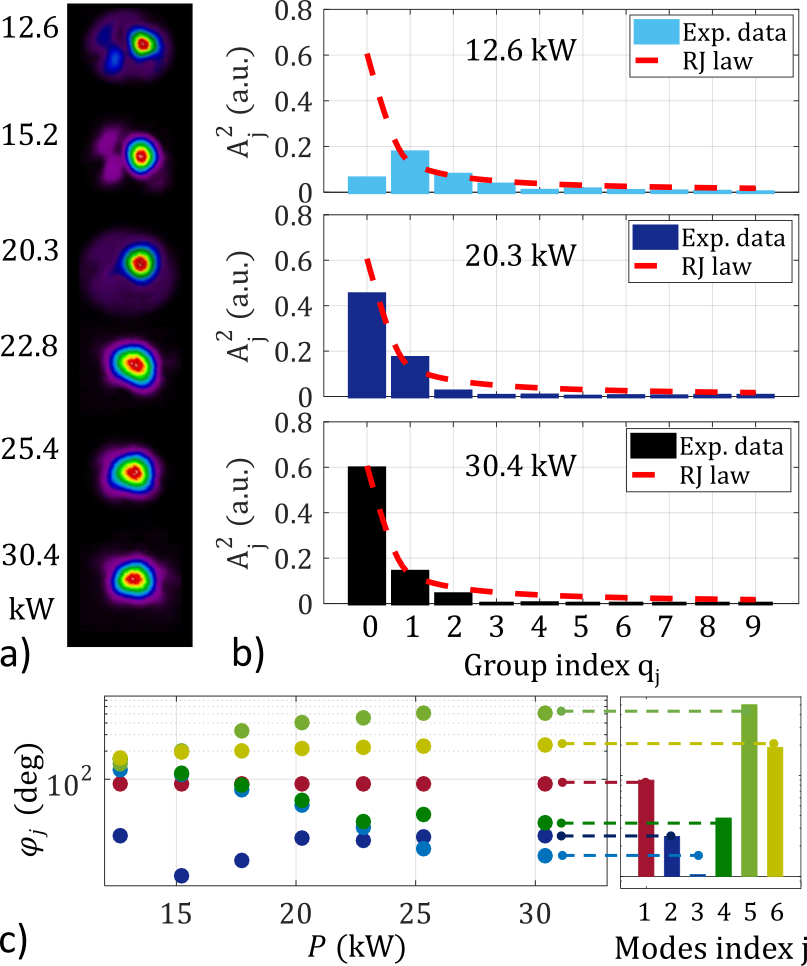 12.6
15.2
20.3
22.8
25.4
30.4
kW
a)
b)
0.8
0.6
0.4
0.2
0
A_j^2 (a.u.)
12.6 kW
Exp. data
RJ law
0.8
0.6
0.4
0.2
0
A_j^2 (a.u.)
20.3 kW
Exp. data
RJ law
0.8
0.6
0.4
0.2
0
A_j^2 (a.u.)
30.4 kW
Exp. data
RJ law
0 1 2 3 4 5 6 7 8 9
Group index q_j
c)
φ_j (deg)
10^2
15 20 25 30
P (kW)
1 2 3 4 5 6
Modes index j